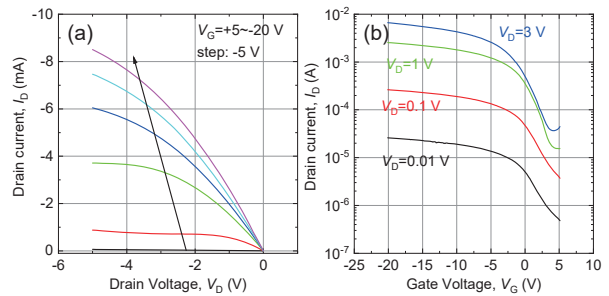 (a)
V_G=+5~-20 V
step: -5 V
Drain current, I_D (mA)
-10
-8
-6
-4
-2
0
-6 -4 -2 0
Drain Voltage, V_D (V)
(b)
V_D=3 V
V_D=1 V
V_D=0.1 V
V_D=0.01 V
Drain current, I_D (A)
10^-2
10^-3
10^-4
10^-5
10^-6
10^-7
-25 -20 -15 -10 -5 0 5 10
Gate Voltage, V_G (V)